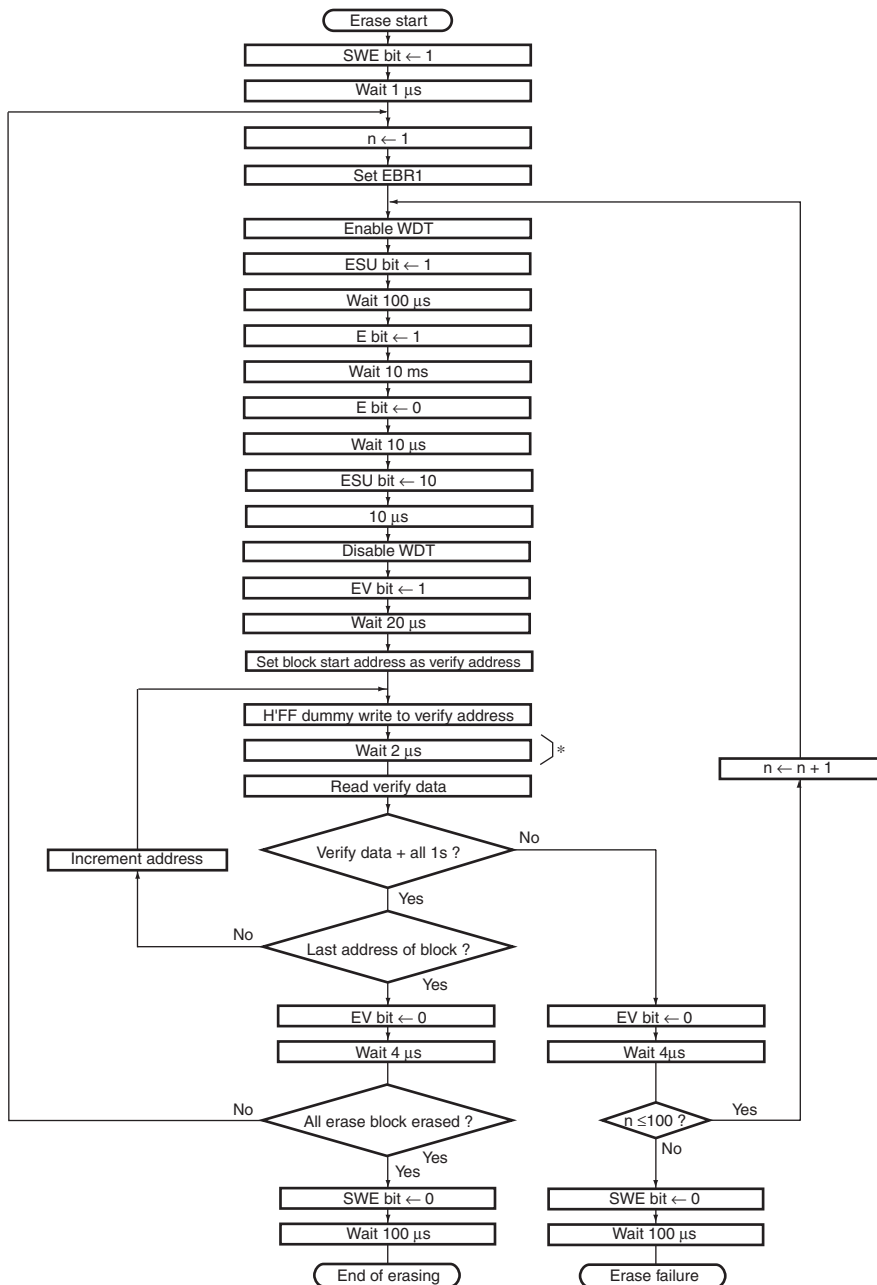 Erase start
SWE bit ← 1
Wait 1 µs
n ← 1
Set EBR1
Enable WDT
ESU bit ← 1
Wait 100 µs
E bit ← 1
Wait 10 ms
E bit ← 0
Wait 10 µs
ESU bit ← 10
10 µs
Disable WDT
EV bit ← 1
Wait 20 µs
Set block start address as verify address
H'FF dummy write to verify address
Wait 2 µs
*
n ← n + 1
Read verify data
No
Increment address
Verify data + all 1s ?
Yes
No
Last address of block ?
Yes
EV bit ← 0
EV bit ← 0
Wait 4 µs
Wait 4µs
No
All erase block erased ?
n ≤100 ?
Yes
Yes
Yes
No
SWE bit ← 0
SWE bit ← 0
Wait 100 µs
Wait 100 µs
End of erasing
Erase failure